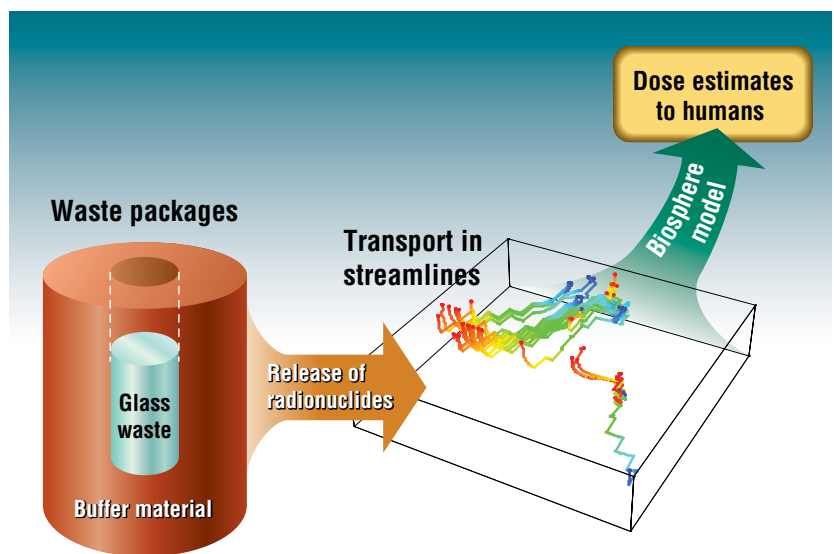 Dose estimates
to humans
Biosphere
model
Waste packages
Transport in
streamlines
Release of
radionuclides
Glass
waste
Buffer material